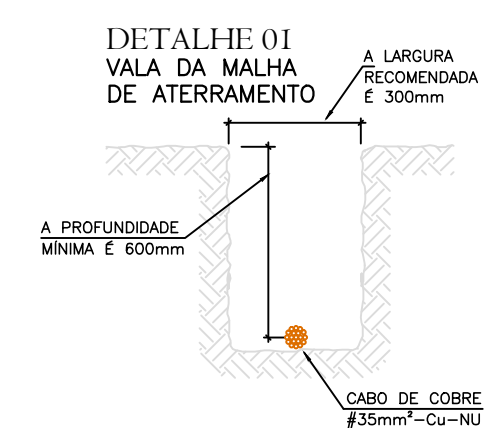 DETALHE 01
VALA DA MALHA
DE ATERRAMENTO
A LARGURA
RECOMENDADA
É 300mm
A PROFUNDIDADE
MÍNIMA É 600mm
CABO DE COBRE
#35mm²-Cu-NU